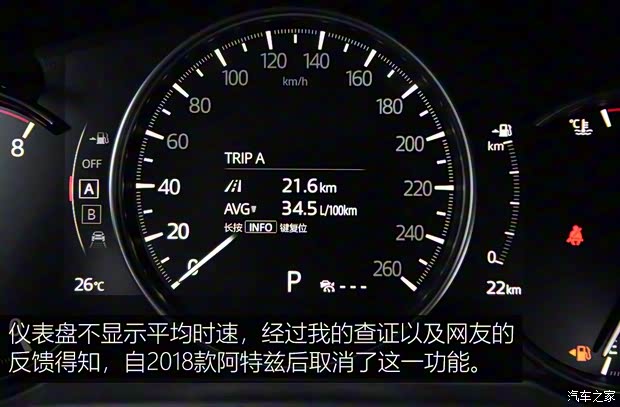 120 140
100 160
km/h
80 180
8
OFF
60 200
km
℃
TRIP A
A
40
21.6 km
220
B
AVG 34.5 L/100km
长按 INFO 键复位
20 240
0
260
0
26℃
P
---
22km
仪表盘不显示平均时速，经过我的查证以及网友的
反馈得知，自2018款阿特兹后取消了这一功能。
汽车之家